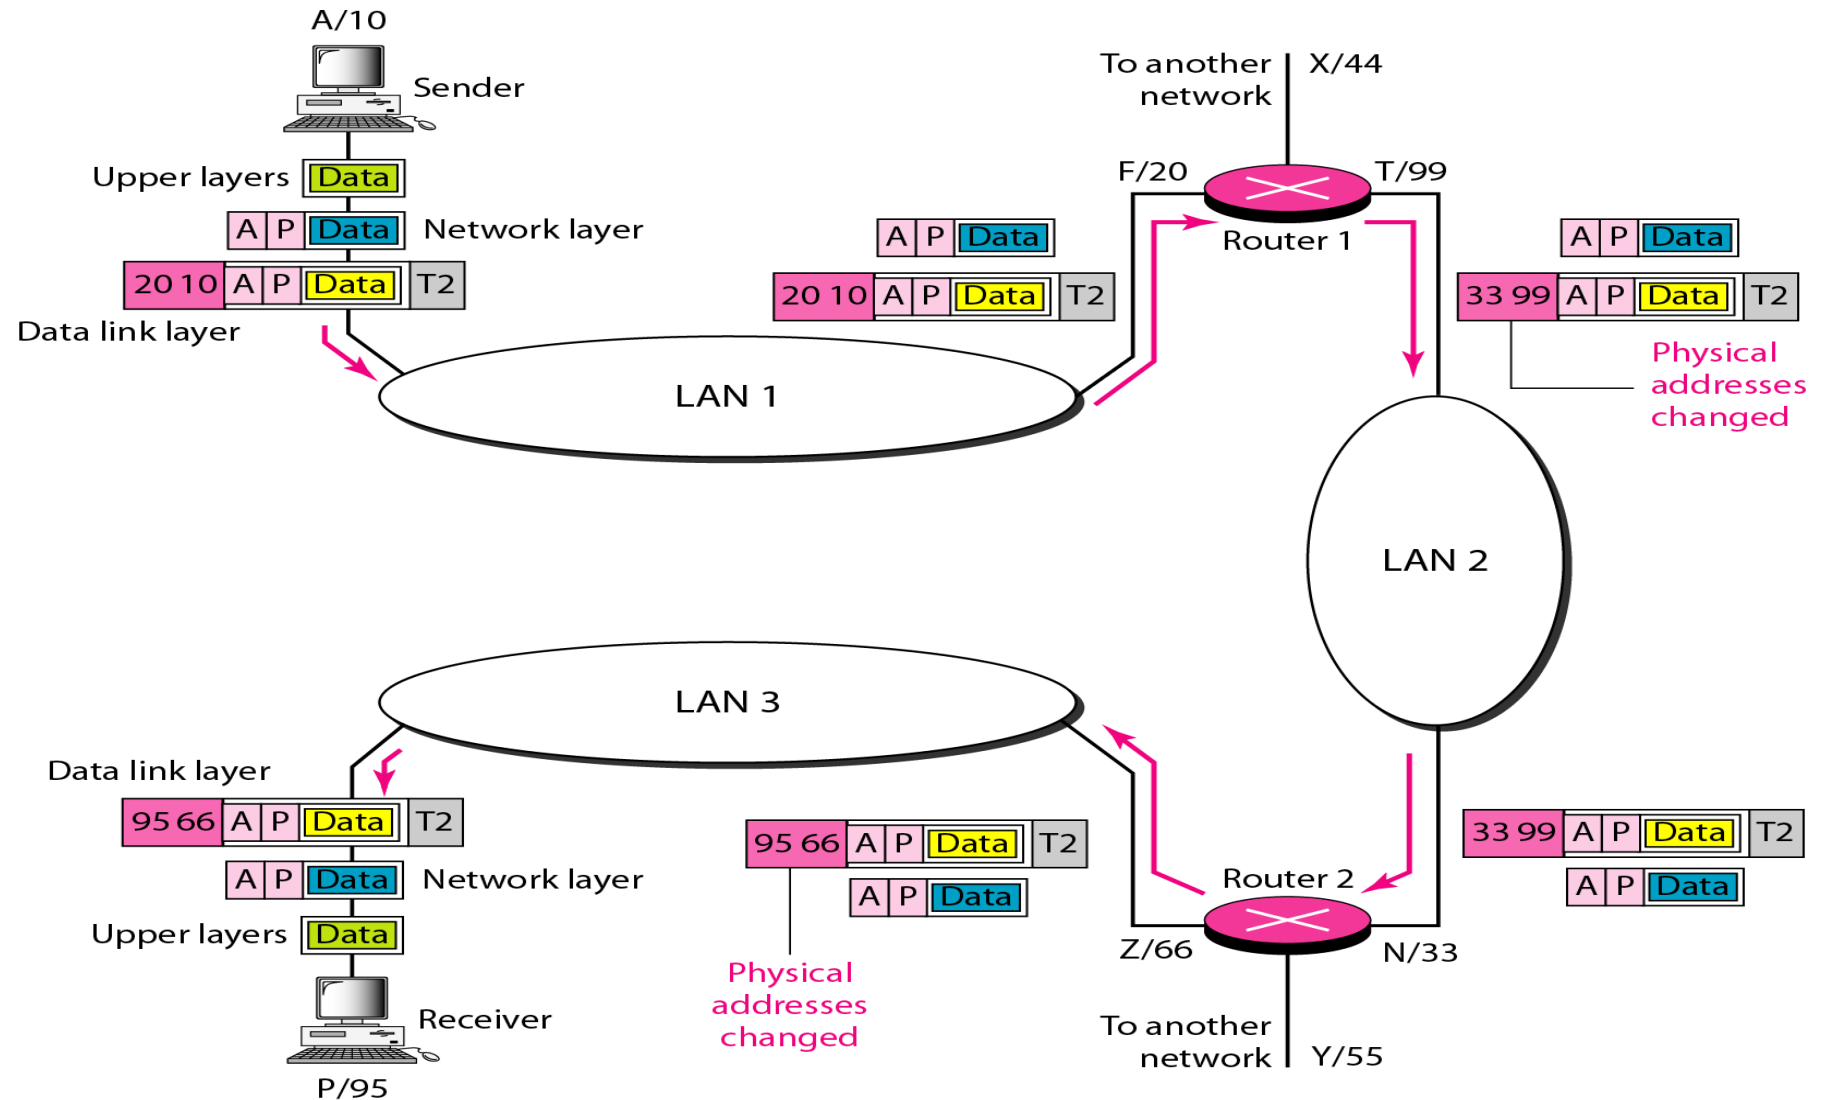 A/10
Sender
Upper layers Data
A P Data Network layer
20 10 A P Data T2
Data link layer
LAN 1
A P Data
20 10 A P Data T2
To another
network
X/44
F/20
T/99
Router 1
A P Data
33 99 A P Data T2
Physical
addresses
changed
LAN 2
33 99 A P Data T2
A P Data
Router 2
Z/66
N/33
To another
network
Y/55
LAN 3
95 66 A P Data T2
A P Data
Physical
addresses
changed
Data link layer
95 66 A P Data T2
A P Data Network layer
Upper layers Data
Receiver
P/95